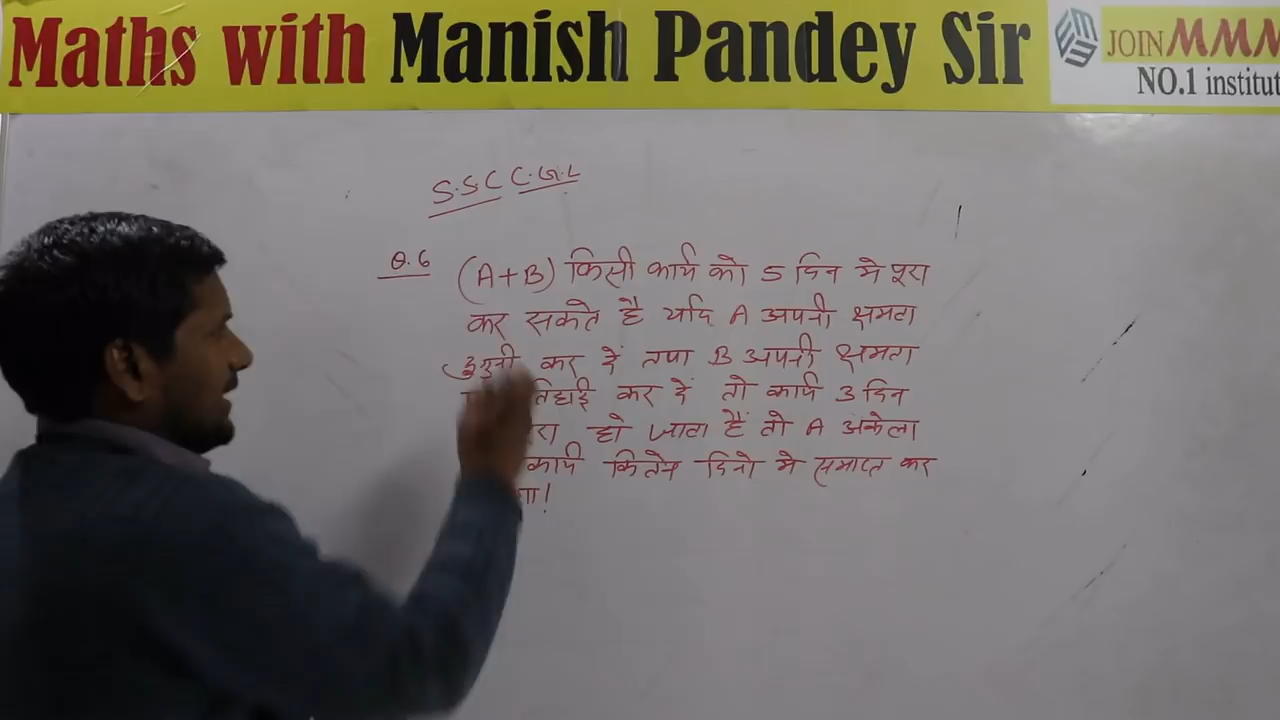 Maths with Manish Pandey Sir
JOIN MMM
NO.1 institut
S.S.C C.G.L
Q.6 (A+B) किसी कार्य को 5 दिन मे पूरा
कर सकते है यदि A अपनी क्षमता
दुगुनी कर दें तथा B अपनी क्षमता
तिहाई कर दें तो कार्य 3 दिन
रा हो जाता हैं तो A अकेला
कार्य कितने दिनो मे समाप्त कर
गा!